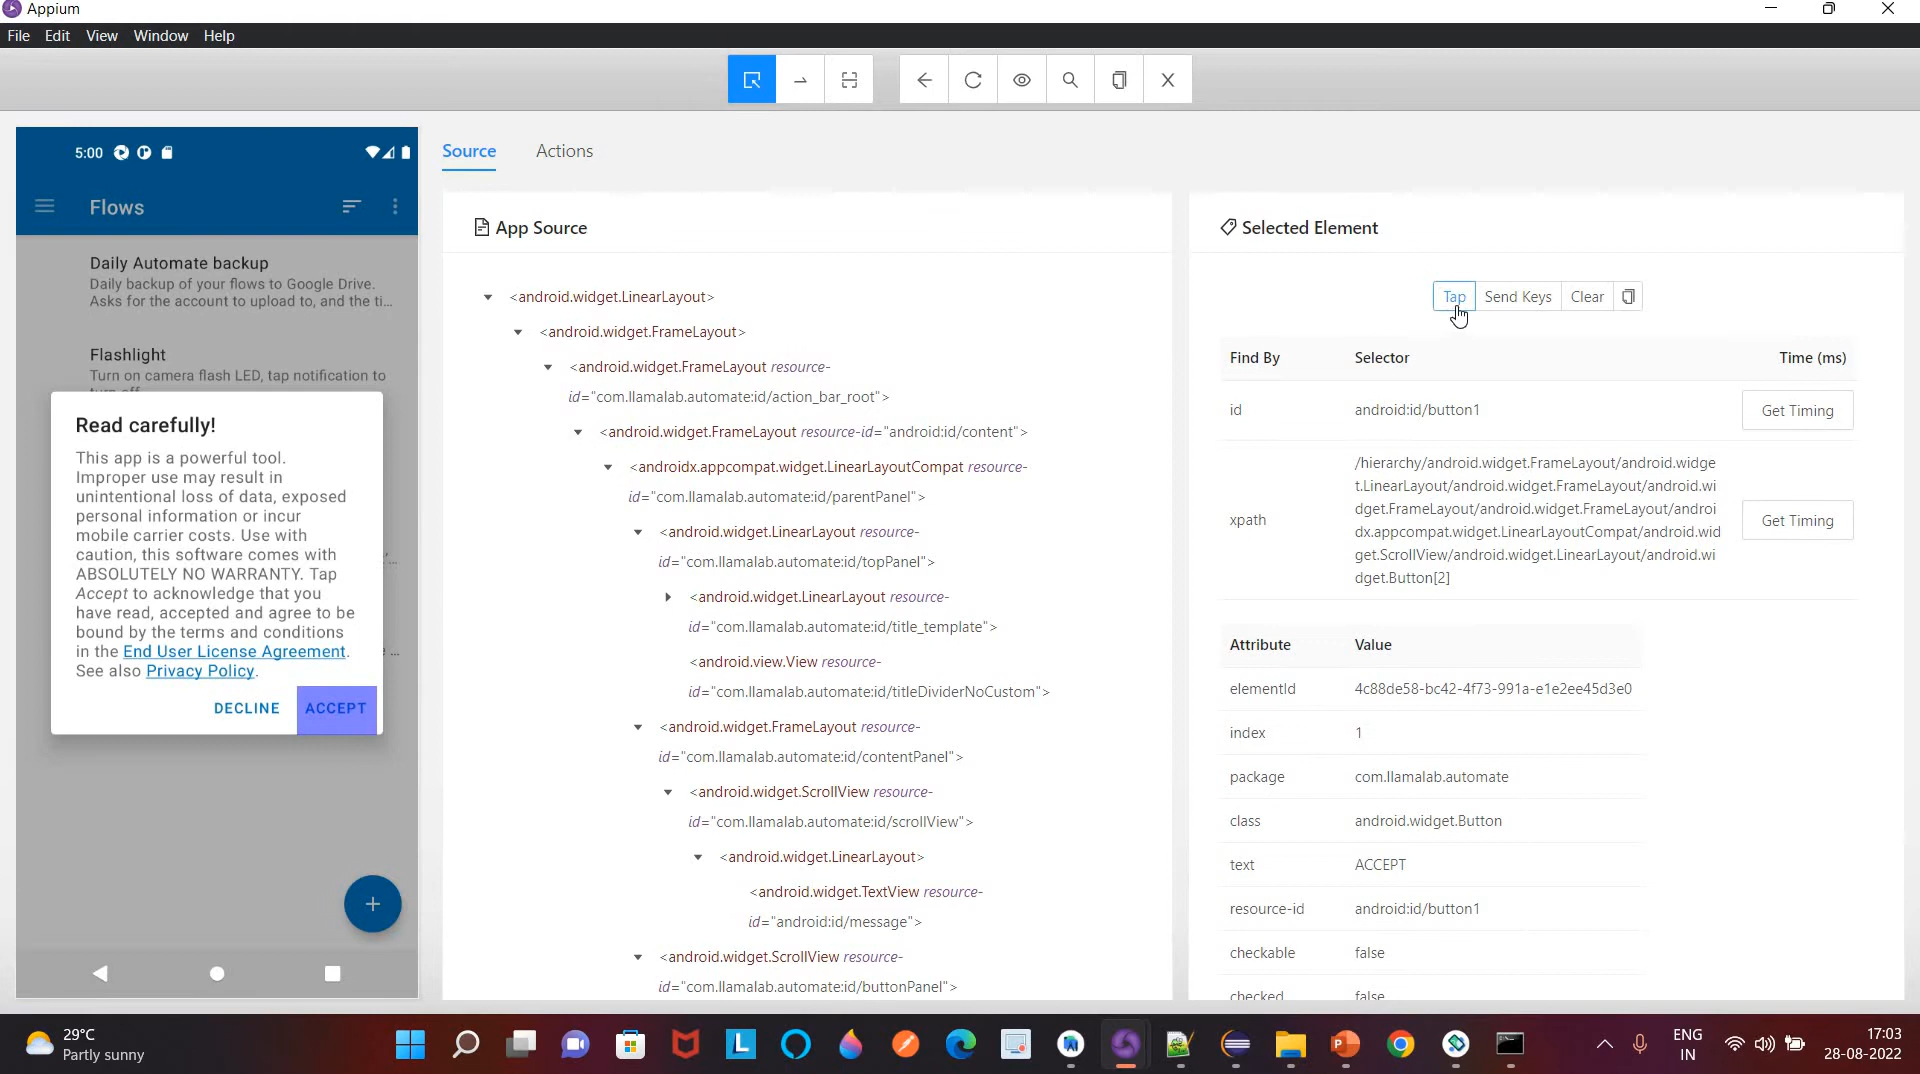 Appium
File Edit View Window Help
5:00
Flows
Daily Automate backup
Daily backup of your flows to Google Drive.
Asks for the account to upload to, and the ti...
Flashlight
Turn on camera flash LED, tap notification to
Read carefully!
This app is a powerful tool.
Improper use may result in
unintentional loss of data, exposed
personal information or incur
mobile carrier costs. Use with
caution, this software comes with
ABSOLUTELY NO WARRANTY. Tap
Accept to acknowledge that you
have read, accepted and agree to be
bound by the terms and conditions
in the End User License Agreement.
See also Privacy Policy.
DECLINE ACCEPT
Source Actions
App Source
<android.widget.LinearLayout>
<android.widget.FrameLayout>
<android.widget.FrameLayout resource-
id="com.llamalab.automate:id/action_bar_root">
<android.widget.FrameLayout resource-id="android:id/content">
<androidx.appcompat.widget.LinearLayoutCompat resource-
id="com.llamalab.automate:id/parentPanel">
<android.widget.LinearLayout resource-
id="com.llamalab.automate:id/topPanel">
<android.widget.LinearLayout resource-
id="com.llamalab.automate:id/title_template">
<android.view.View resource-
id="com.llamalab.automate:id/titleDividerNoCustom">
<android.widget.FrameLayout resource-
id="com.llamalab.automate:id/contentPanel">
<android.widget.ScrollView resource-
id="com.llamalab.automate:id/scrollView">
<android.widget.LinearLayout>
<android.widget.TextView resource-
id="android:id/message">
<android.widget.ScrollView resource-
id="com.llamalab.automate:id/buttonPanel">
Selected Element
Tap Send Keys Clear
Find By Selector Time (ms)
id android:id/button1 Get Timing
/hierarchy/android.widget.FrameLayout/android.widge
t.LinearLayout/android.widget.FrameLayout/android.wi
dget.FrameLayout/android.widget.FrameLayout/androi
xpath dx.appcompat.widget.LinearLayoutCompat/android.wid Get Timing
get.ScrollView/android.widget.LinearLayout/android.wi
dget.Button[2]
Attribute Value
elementId 4c88de58-bc42-4f73-991a-e1e2ee45d3e0
index 1
package com.llamalab.automate
class android.widget.Button
text ACCEPT
resource-id android:id/button1
checkable false
checked false
29°C
Partly sunny
ENG
IN
17:03
28-08-2022